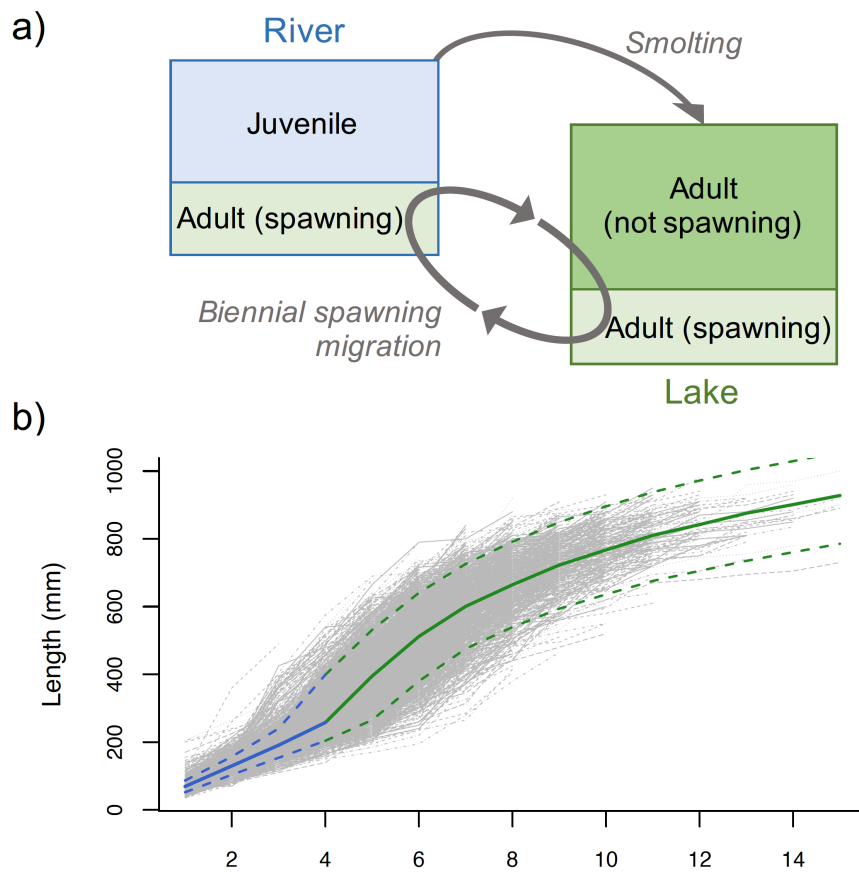 a)
River
Smolting
Juvenile
Adult
(not spawning)
Adult (spawning)
Biennial spawning
migration
Adult (spawning)
Lake
b)
Length (mm)
1000
800
600
400
200
0
2 4 6 8 10 12 14